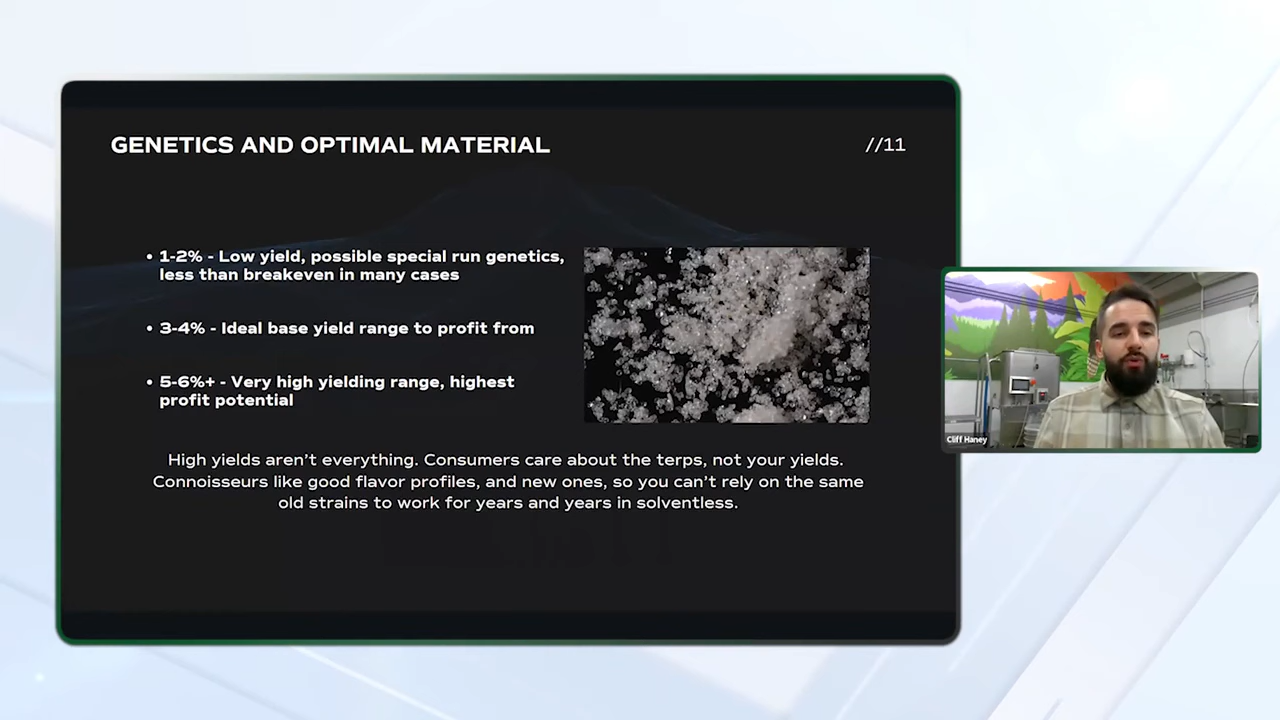 GENETICS AND OPTIMAL MATERIAL
//11
• 1-2% - Low yield, possible special run genetics,
less than breakeven in many cases
• 3-4% - Ideal base yield range to profit from
• 5-6%+ - Very high yielding range, highest
profit potential
High yields aren't everything. Consumers care about the terps, not your yields.
Connoisseurs like good flavor profiles, and new ones, so you can't rely on the same
old strains to work for years and years in solventless.
Cliff Haney